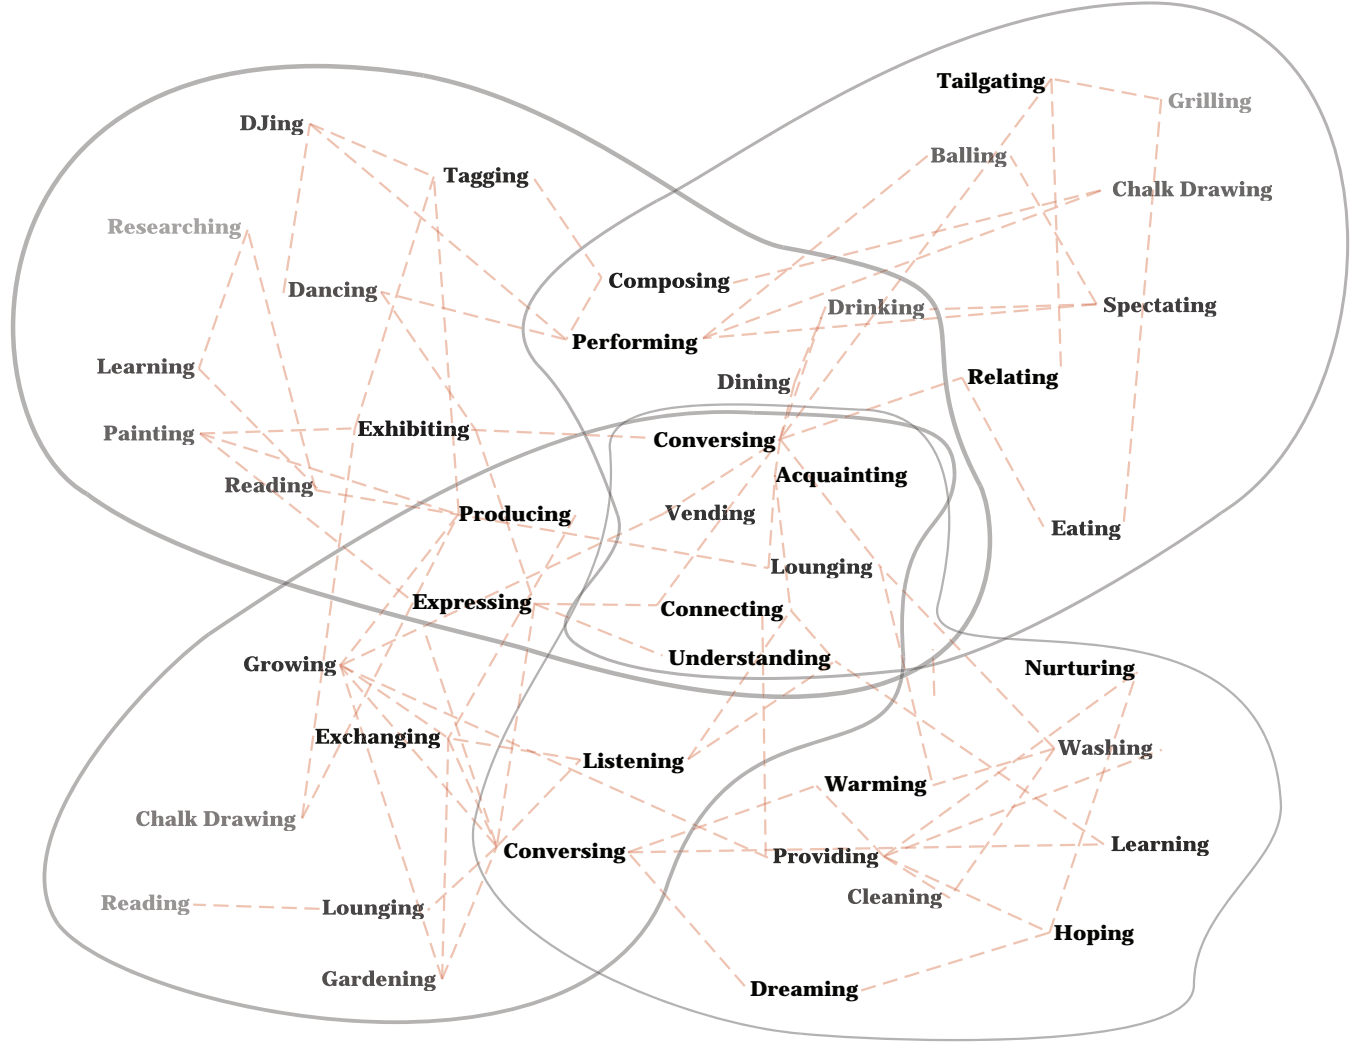 Tailgating
Grilling
DJing
Balling
Tagging
Chalk Drawing
Researching
Composing
Dancing
Drinking
Spectating
Performing
Learning
Dining
Relating
Painting
Exhibiting
Conversing
Acquainting
Reading
Producing
Vending
Eating
Lounging
Expressing
Connecting
Growing
Understanding
Nurturing
Exchanging
Washing
Listening
Warming
Chalk Drawing
Conversing
Providing
Learning
Cleaning
Reading
Lounging
Hoping
Gardening
Dreaming